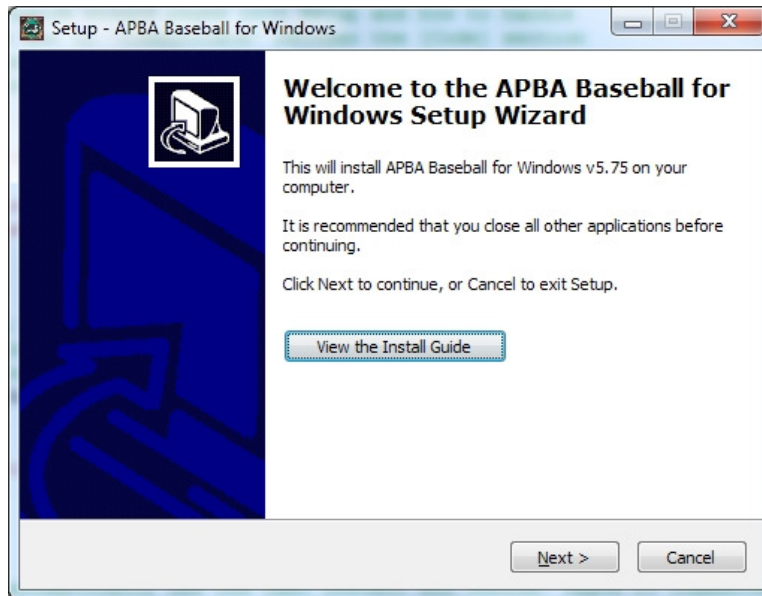 Setup - APBA Baseball for Windows
Welcome to the APBA Baseball for
Windows Setup Wizard
This will install APBA Baseball for Windows v5.75 on your
computer.
It is recommended that you close all other applications before
continuing.
Click Next to continue, or Cancel to exit Setup.
View the Install Guide
Next >
Cancel